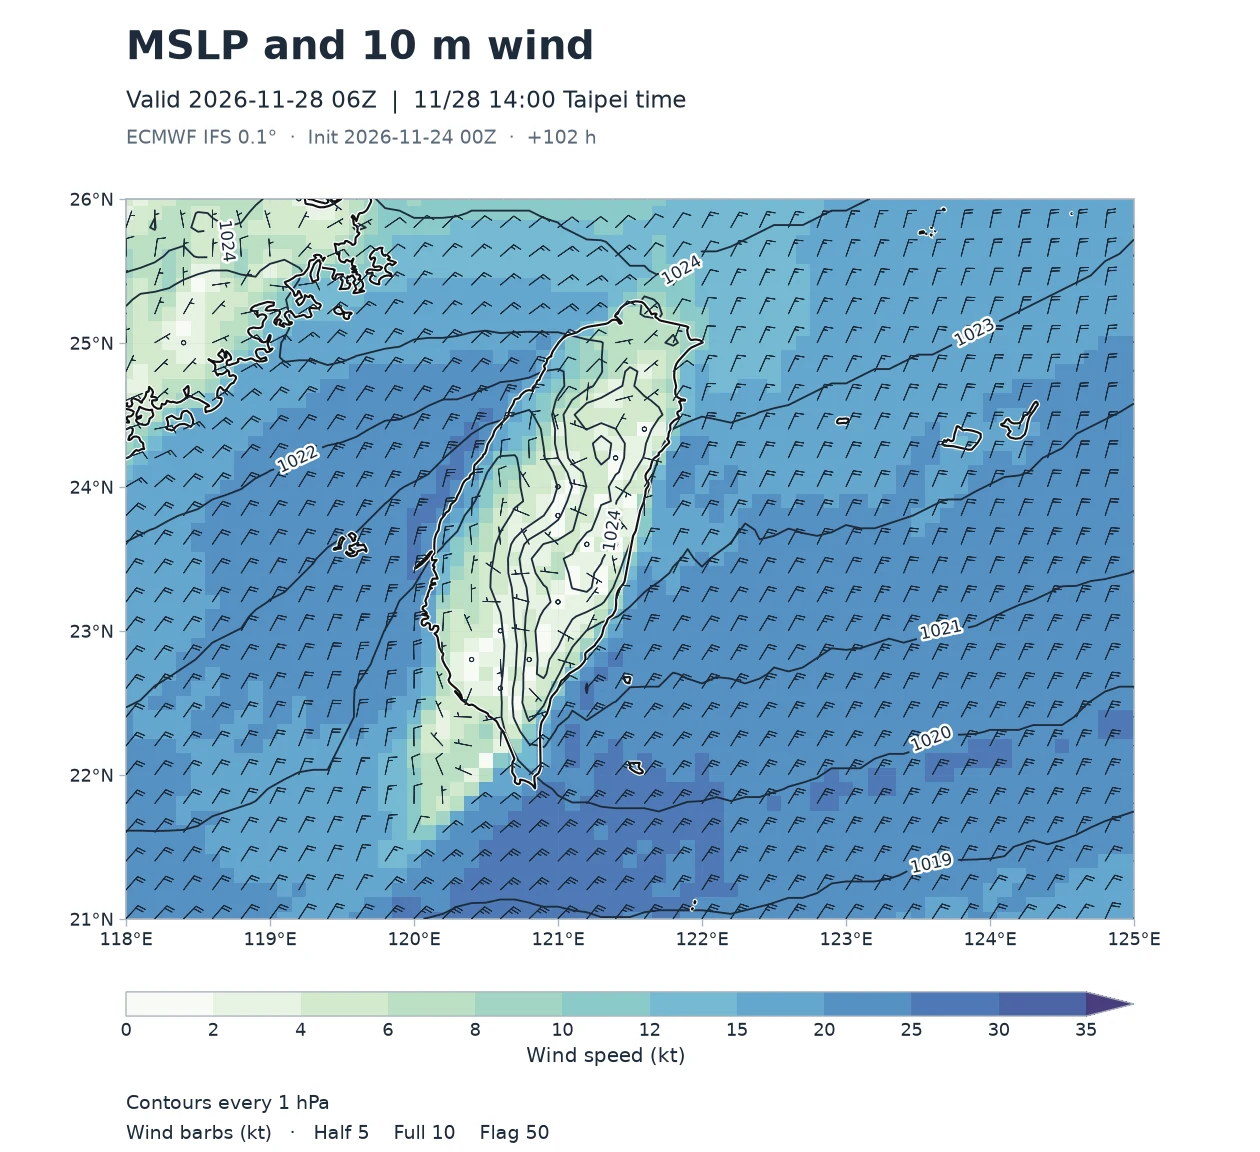 MSLP and 10 m wind
Valid 2026-11-28 06Z | 11/28 14:00 Taipei time
ECMWF IFS 0.1° · Init 2026-11-24 00Z · +102 h
26°N
25°N
24°N
23°N
22°N
21°N
1024
1024
1023
1022
1024
1021
1020
1019
118°E 119°E 120°E 121°E 122°E 123°E 124°E 125°E
0 2 4 6 8 10 12 15 20 25 30 35
Wind speed (kt)
Contours every 1 hPa
Wind barbs (kt) · Half 5 Full 10 Flag 50